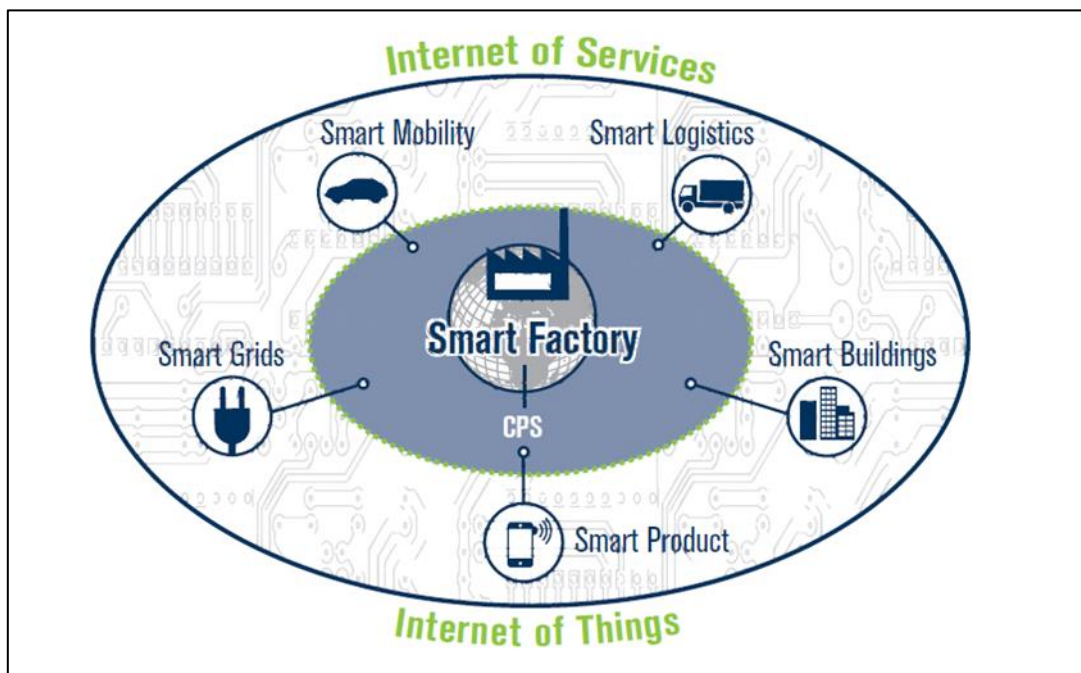 Internet of Services
Smart Mobility
Smart Logistics
Smart Factory
Smart Grids
Smart Buildings
CPS
Smart Product
Internet of Things